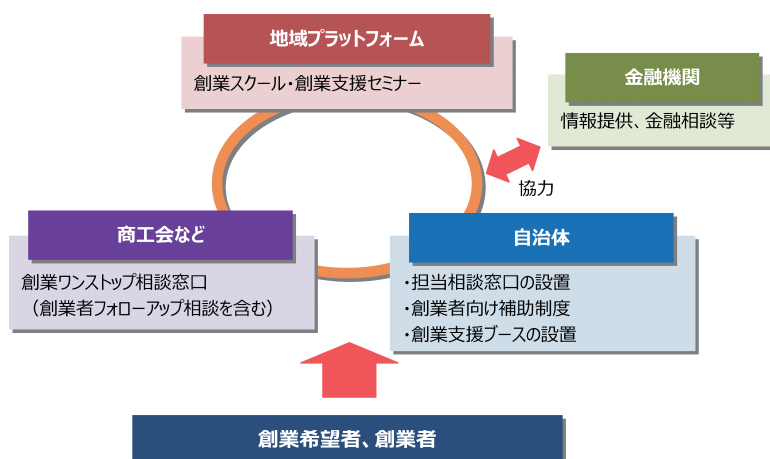 地域プラットフォーム
創業スクール・創業支援セミナー
金融機関
情報提供、金融相談等
協力
商工会など
創業ワンストップ相談窓口
（創業者フォローアップ相談を含む）
自治体
・担当相談窓口の設置
・創業者向け補助制度
・創業支援ブースの設置
創業希望者、創業者